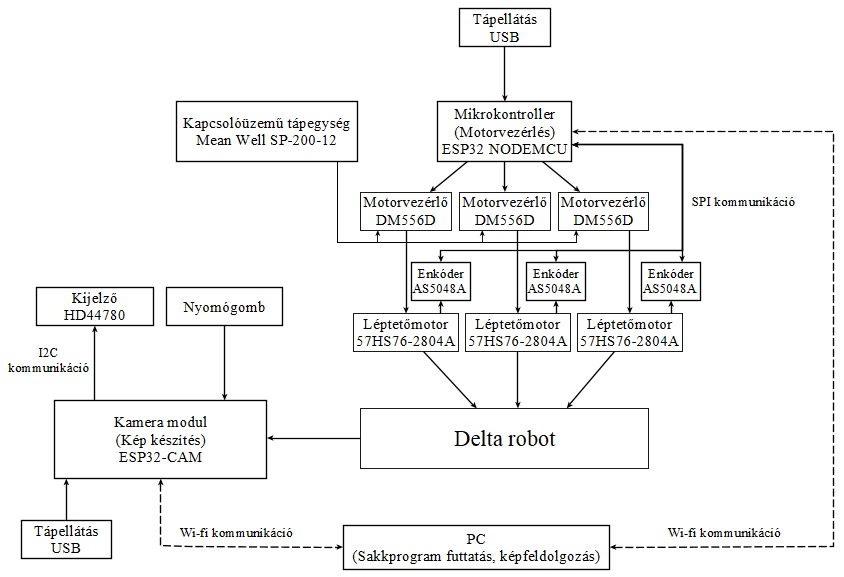 Tápellátás
USB
Kapcsolóüzemű tápegység
Mean Well SP-200-12
Mikrokontroller
(Motorvezérlés)
ESP32 NODEMCU
SPI kommunikáció
Motorvezérlő
DM556D
Motorvezérlő
DM556D
Motorvezérlő
DM556D
Enkóder
AS5048A
Enkóder
AS5048A
Enkóder
AS5048A
Kijelző
HD44780
Nyomógomb
Léptetőmotor
57HS76-2804A
Léptetőmotor
57HS76-2804A
Léptetőmotor
57HS76-2804A
I2C
kommunikáció
Kamera modul
(Kép készítés)
ESP32-CAM
Delta robot
Tápellátás
USB
Wi-fi kommunikáció
PC
(Sakkprogram futtatás, képfeldolgozás)
Wi-fi kommunikáció